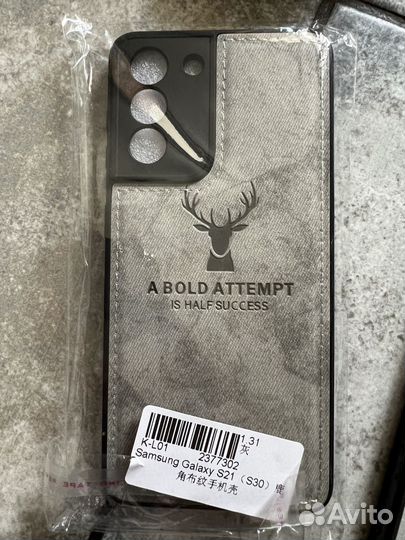 A BOLD ATTEMPT
IS HALF SUCCESS
1,31
K-L01 灰
2377302
Samsung Galaxy S21（S30）鹿
角布纹手机壳
Avito